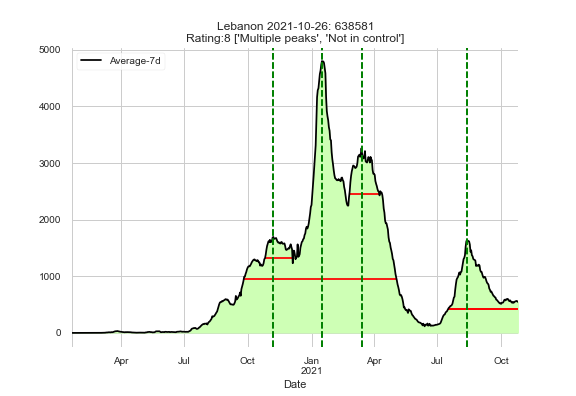 Lebanon 2021-10-26: 638581
Rating:8 ['Multiple peaks', 'Not in control']
Average-7d
5000
4000
3000
2000
1000
0
Apr Jul Oct Jan Apr Jul Oct
2021
Date